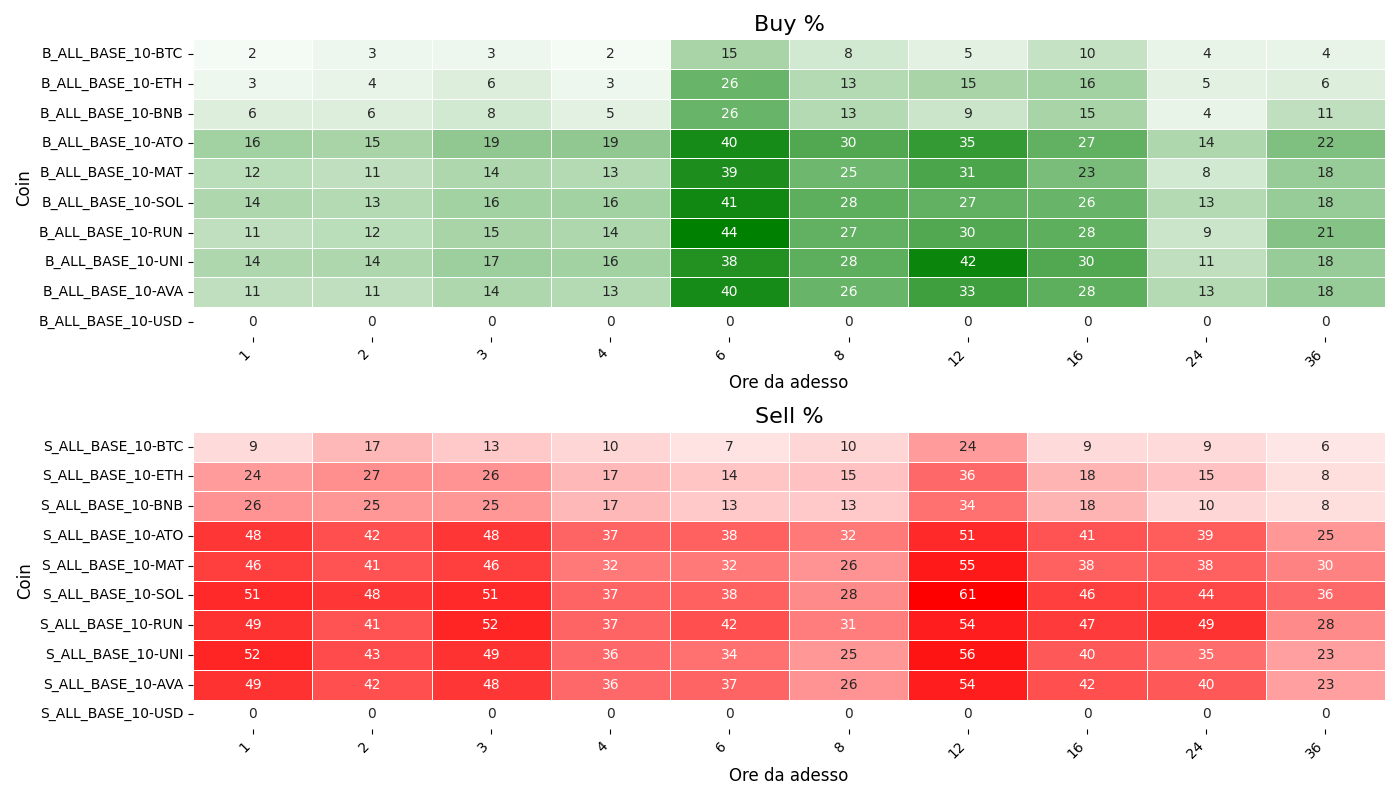 Buy %
Coin
B_ALL_BASE_10-BTC 2 3 3 2 15 8 5 10 4 4
B_ALL_BASE_10-ETH 3 4 6 3 26 13 15 16 5 6
B_ALL_BASE_10-BNB 6 6 8 5 26 13 9 15 4 11
B_ALL_BASE_10-ATO 16 15 19 19 40 30 35 27 14 22
B_ALL_BASE_10-MAT 12 11 14 13 39 25 31 23 8 18
B_ALL_BASE_10-SOL 14 13 16 16 41 28 27 26 13 18
B_ALL_BASE_10-RUN 11 12 15 14 44 27 30 28 9 21
B_ALL_BASE_10-UNI 14 14 17 16 38 28 42 30 11 18
B_ALL_BASE_10-AVA 11 11 14 13 40 26 33 28 13 18
B_ALL_BASE_10-USD 0 0 0 0 0 0 0 0 0 0
1 2 3 4 6 8 12 16 24 36
Ore da adesso
Sell %
Coin
S_ALL_BASE_10-BTC 9 17 13 10 7 10 24 9 9 6
S_ALL_BASE_10-ETH 24 27 26 17 14 15 36 18 15 8
S_ALL_BASE_10-BNB 26 25 25 17 13 13 34 18 10 8
S_ALL_BASE_10-ATO 48 42 48 37 38 32 51 41 39 25
S_ALL_BASE_10-MAT 46 41 46 32 32 26 55 38 38 30
S_ALL_BASE_10-SOL 51 48 51 37 38 28 61 46 44 36
S_ALL_BASE_10-RUN 49 41 52 37 42 31 54 47 49 28
S_ALL_BASE_10-UNI 52 43 49 36 34 25 56 40 35 23
S_ALL_BASE_10-AVA 49 42 48 36 37 26 54 42 40 23
S_ALL_BASE_10-USD 0 0 0 0 0 0 0 0 0 0
1 2 3 4 6 8 12 16 24 36
Ore da adesso